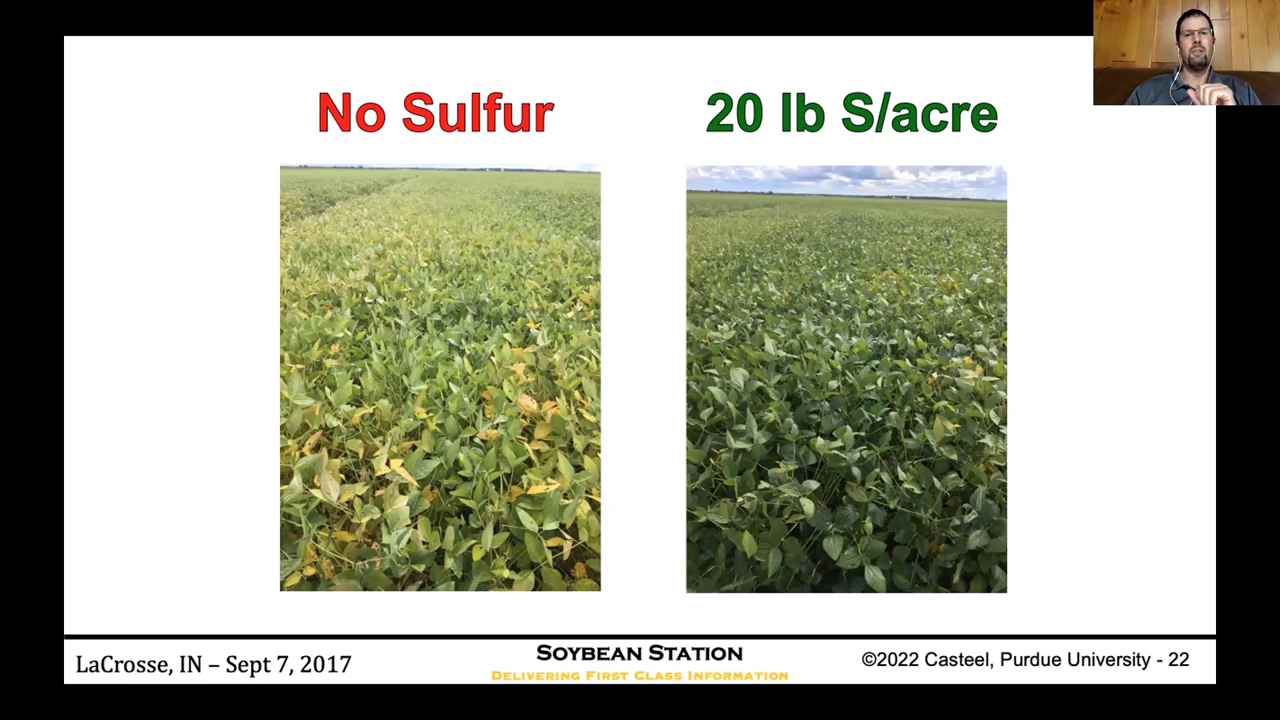 No Sulfur
20 lb S/acre
LaCrosse, IN – Sept 7, 2017
Soybean Station
Delivering First Class Information
©2022 Casteel, Purdue University - 22